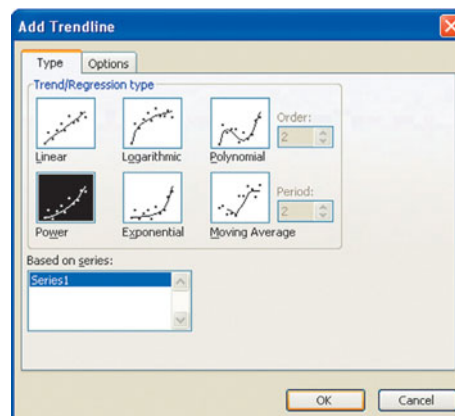 Add Trendline
Type Options
Trend/Regression type
Linear Logarithmic Polynomial
Order:
2
Power Exponential Moving Average
Period:
2
Based on series:
Series1
OK Cancel